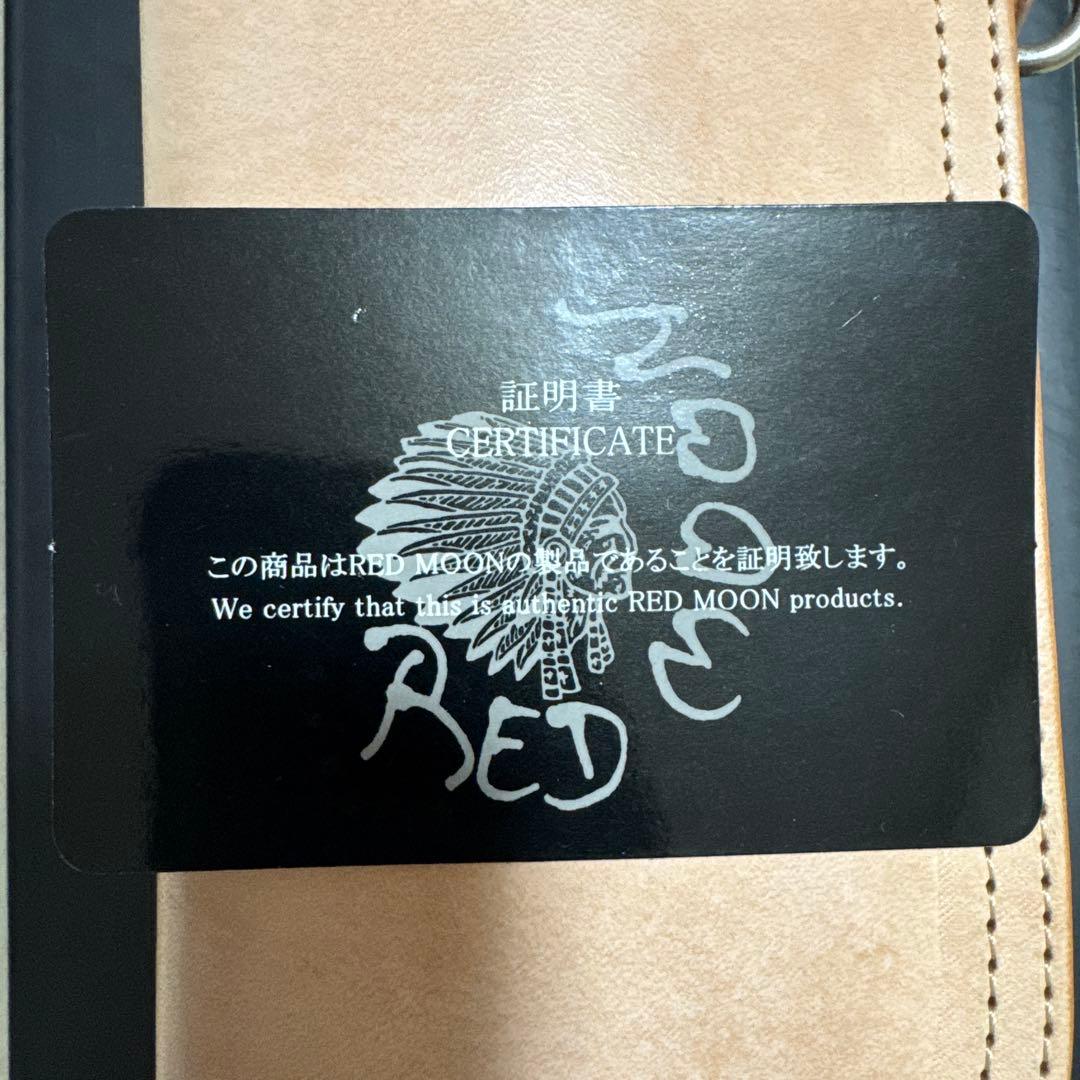 証明書
CERTIFICATE
この商品はRED MOONの製品であることを証明致します。
We certify that this is authentic RED MOON products.
RED MOON